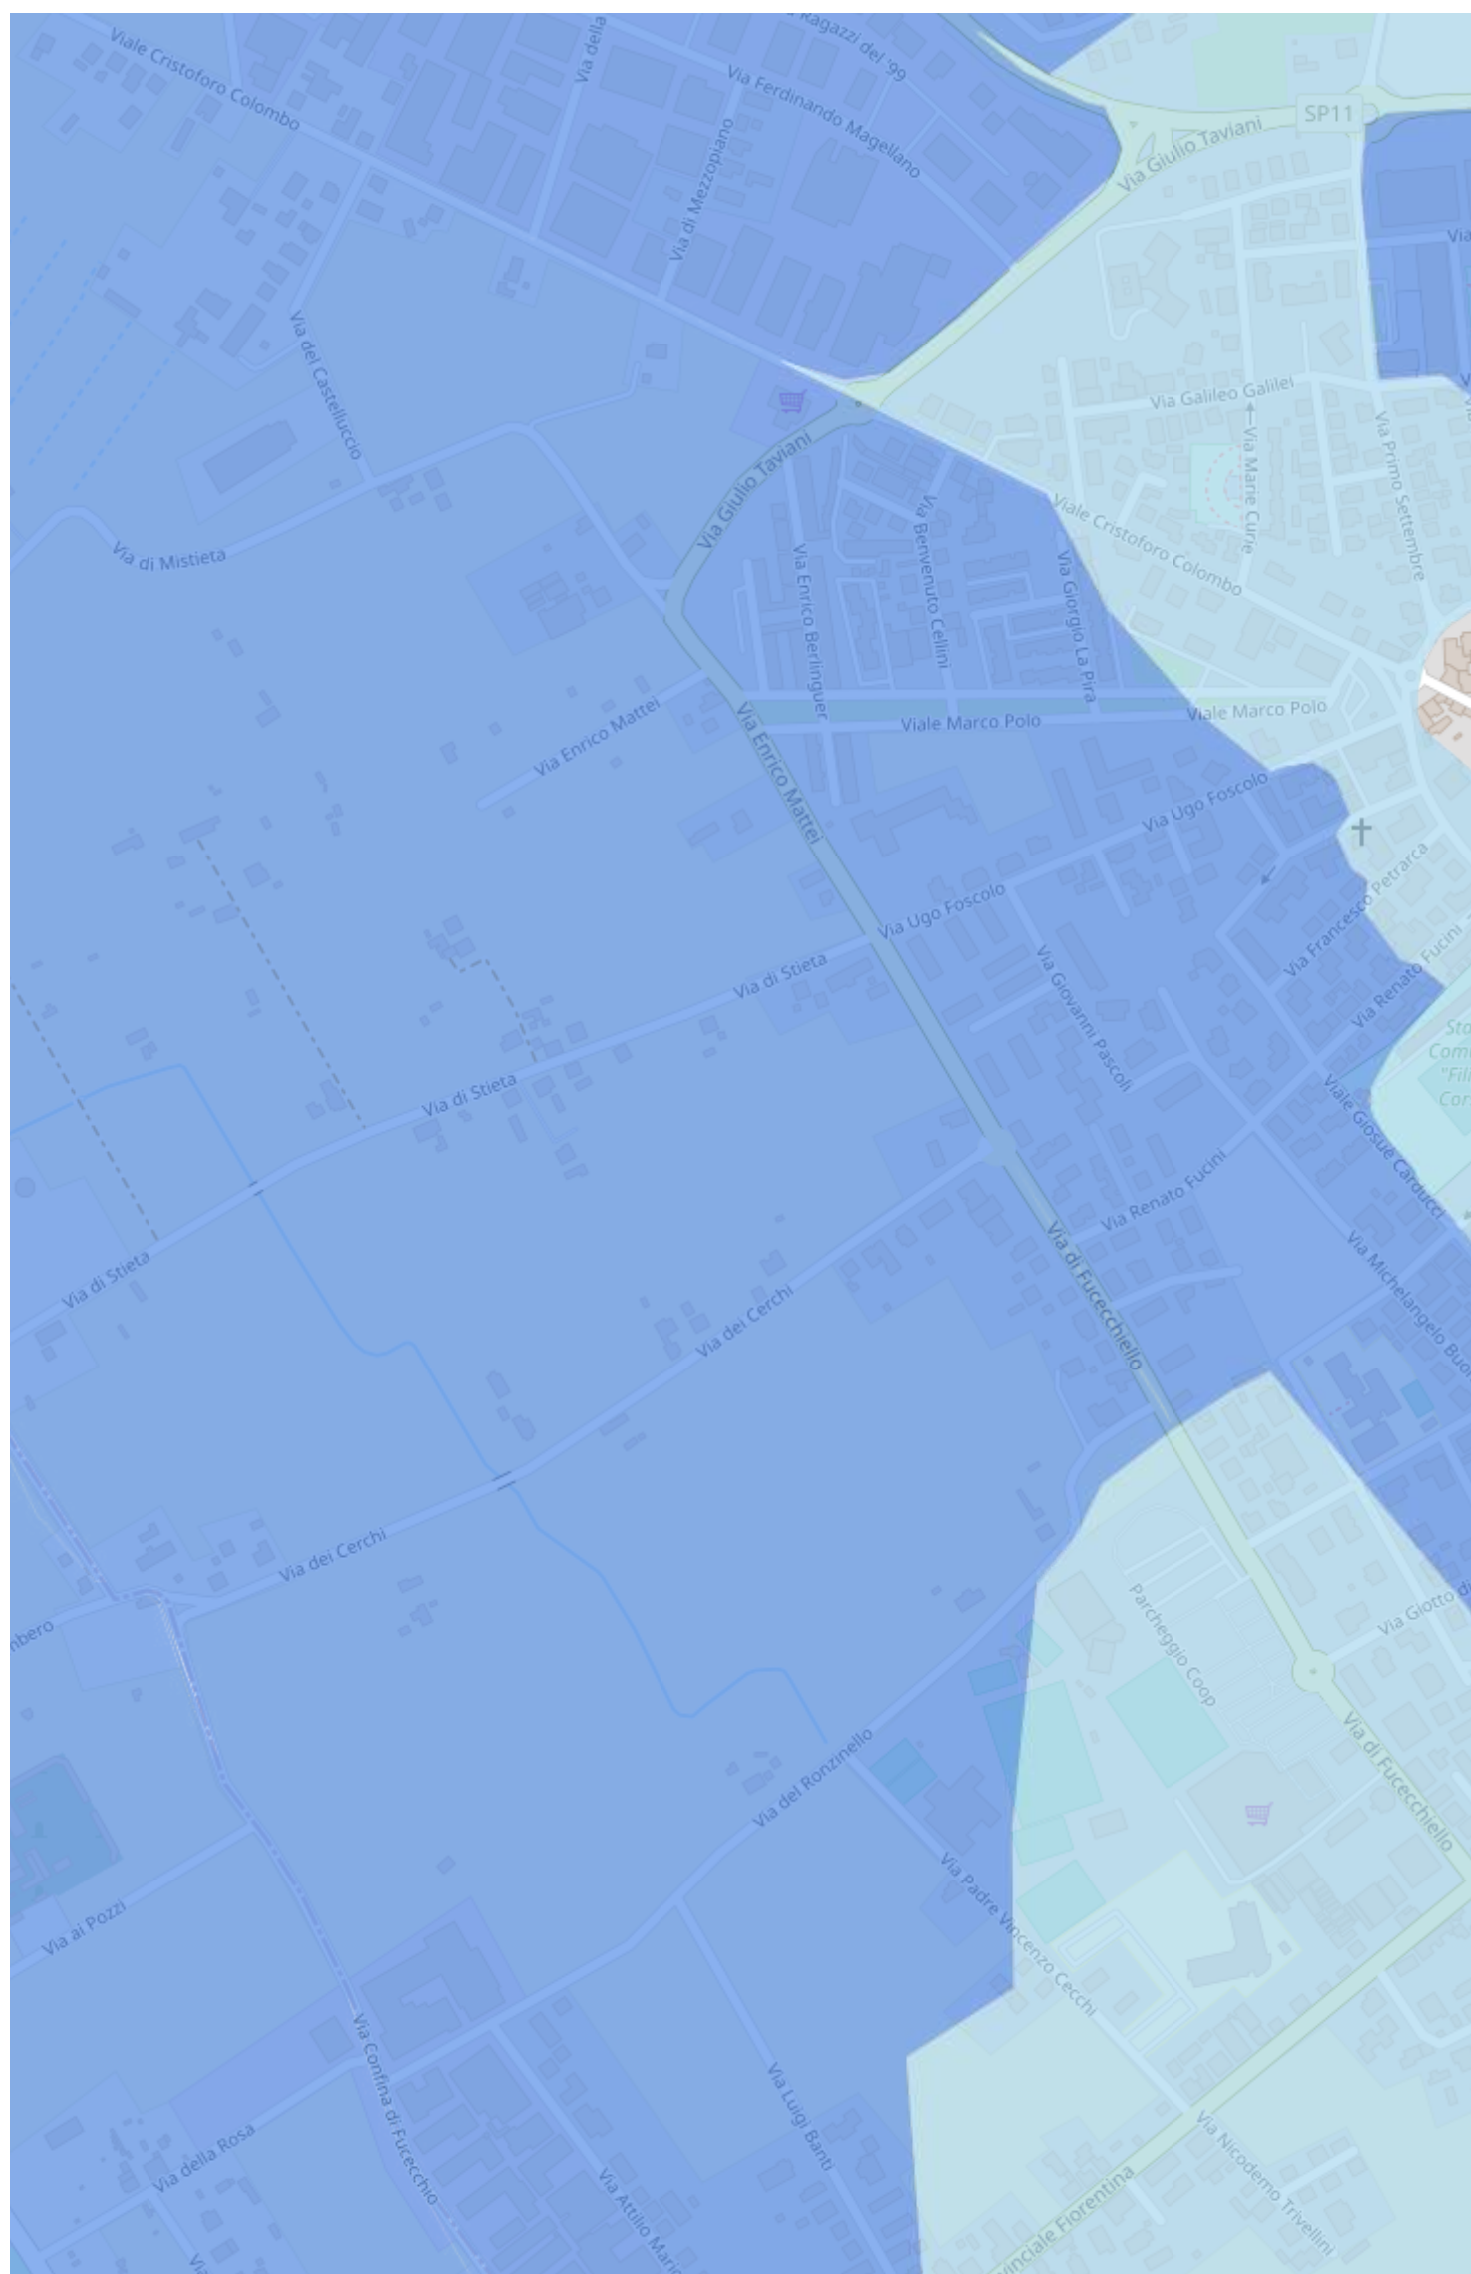 Viale Cristoforo Colombo
Via della
Ragazzi del '99
Via Ferdinando Magellano
SP11
Via Giulio Taviani
Via di Mezzopiano
Via
Via del Castelluccio
Via Galileo Galilei
Via Marie Curie
Via Primo Settembre
Via Giulio Taviani
Via di Mistieta
Viale Cristoforo Colombo
Via Benvenuto Cellini
Via Enrico Berlinguer
Via Giorgio La Pira
Via Enrico Mattei
Viale Marco Polo
Viale Marco Polo
Via Enrico Mattei
Via Ugo Foscolo
Via Francesco Petrarca
Via Ugo Foscolo
Via di Stieta
Via Renato Fucini
Via Giovanni Pascoli
Via di Stieta
Viale Giosuè Carducci
Via Renato Fucini
Via di Stieta
Via di Fucecchiello
Via Michelangelo Buo
Via dei Cerchi
Via dei Cerchi
Parcheggio Coop
Via Giotto di
mbero
Via di Fucecchiello
Via del Ronzinello
Via Padre Vincenzo Cecchi
Via ai Pozzi
Via Confina di Fucecchio
Via Luigi Banti
Via della Rosa
Via Attilio Mari
Via Nicodemo Trivellini
vinciale Fiorentina
Via